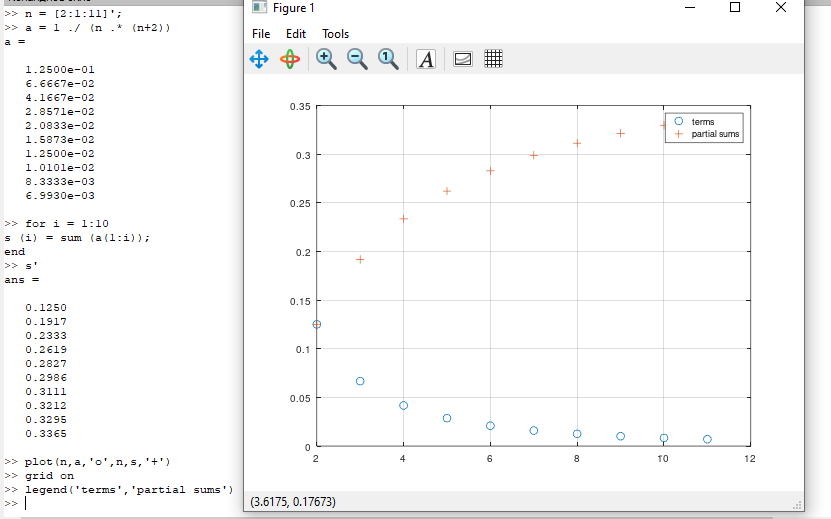 >> n = [2:1:11]';
>> a = 1 ./ (n .* (n+2))
a =
1.2500e-01
6.6667e-02
4.1667e-02
2.8571e-02
2.0833e-02
1.5873e-02
1.2500e-02
1.0101e-02
8.3333e-03
6.9930e-03
>> for i = 1:10
s (i) = sum (a(1:i));
end
>> s'
ans =
0.1250
0.1917
0.2333
0.2619
0.2827
0.2986
0.3111
0.3212
0.3295
0.3365
>> plot(n,a,'o',n,s,'+')
>> grid on
>> legend('terms','partial sums')
>>
Figure 1
File Edit Tools
A
0.35
0.3
0.25
0.2
0.15
0.1
0.05
0
2 4 6 8 10 12
terms
partial sums
(3.6175, 0.17673)